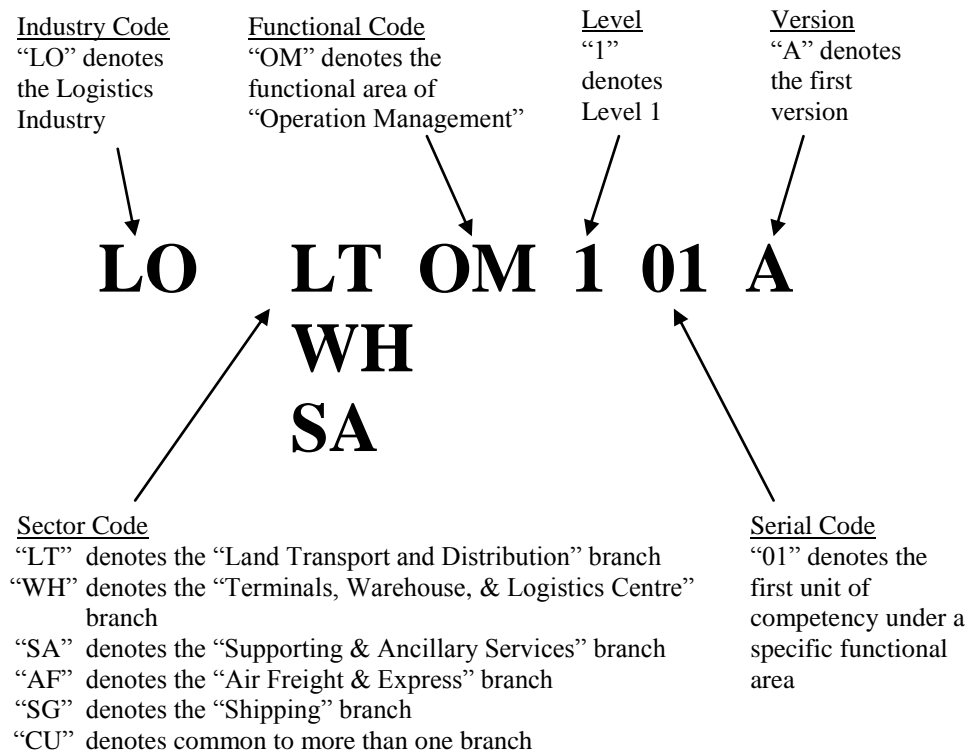 Industry Code
“LO” denotes
the Logistics
Industry
Functional Code
“OM” denotes the
functional area of
“Operation Management”
Level
“1”
denotes
Level 1
Version
“A” denotes
the first
version
LO LT OM 1 01 A
WH
SA
Sector Code
“LT” denotes the “Land Transport and Distribution” branch
“WH” denotes the “Terminals, Warehouse, & Logistics Centre”
branch
“SA” denotes the “Supporting & Ancillary Services” branch
“AF” denotes the “Air Freight & Express” branch
“SG” denotes the “Shipping” branch
“CU” denotes common to more than one branch
Serial Code
“01” denotes the
first unit of
competency under a
specific functional
area